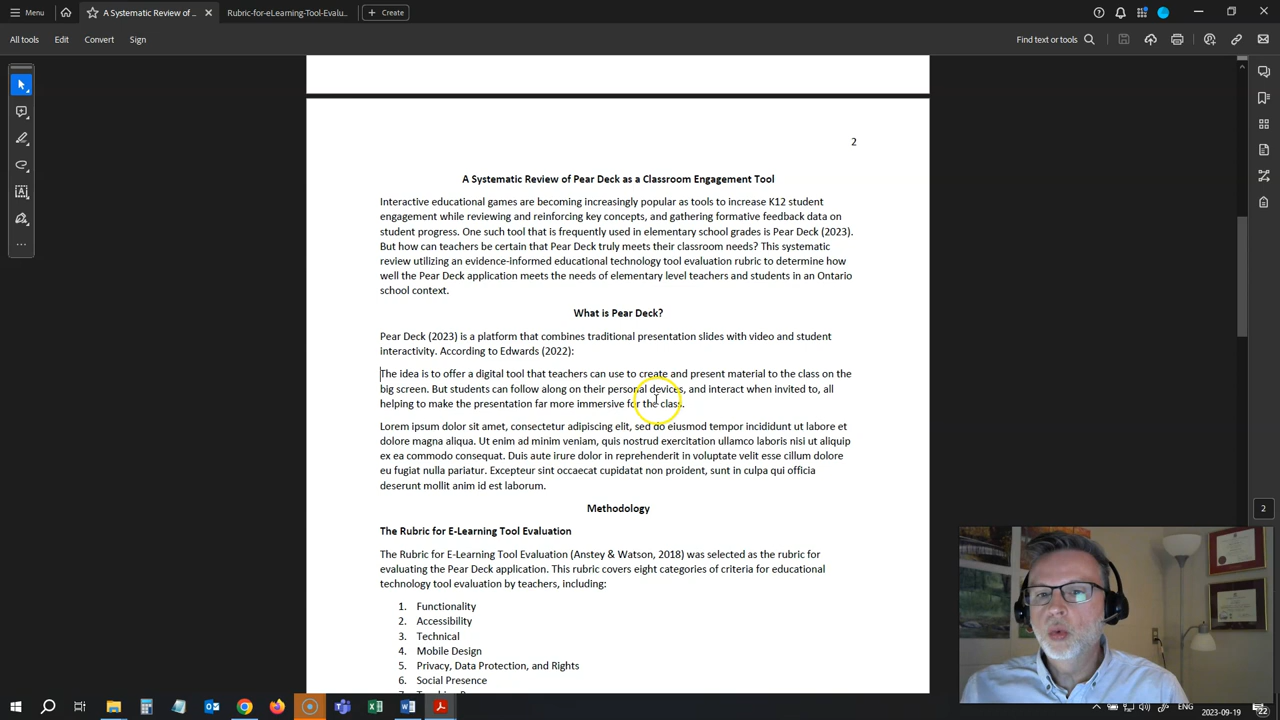 Menu
A Systematic Review of ...
Rubric-for-eLearning-Tool-Evalu...
Create
All tools
Edit
Convert
Sign
Find text or tools
2
A Systematic Review of Pear Deck as a Classroom Engagement Tool
Interactive educational games are becoming increasingly popular as tools to increase K12 student
engagement while reviewing and reinforcing key concepts, and gathering formative feedback data on
student progress. One such tool that is frequently used in elementary school grades is Pear Deck (2023).
But how can teachers be certain that Pear Deck truly meets their classroom needs? This systematic
review utilizing an evidence-informed educational technology tool evaluation rubric to determine how
well the Pear Deck application meets the needs of elementary level teachers and students in an Ontario
school context.
What is Pear Deck?
Pear Deck (2023) is a platform that combines traditional presentation slides with video and student
interactivity. According to Edwards (2022):
The idea is to offer a digital tool that teachers can use to create and present material to the class on the
big screen. But students can follow along on their personal devices, and interact when invited to, all
helping to make the presentation far more immersive for the class.
Lorem ipsum dolor sit amet, consectetur adipiscing elit, sed do eiusmod tempor incididunt ut labore et
dolore magna aliqua. Ut enim ad minim veniam, quis nostrud exercitation ullamco laboris nisi ut aliquip
ex ea commodo consequat. Duis aute irure dolor in reprehenderit in voluptate velit esse cillum dolore
eu fugiat nulla pariatur. Excepteur sint occaecat cupidatat non proident, sunt in culpa qui officia
deserunt mollit anim id est laborum.
Methodology
The Rubric for E-Learning Tool Evaluation
The Rubric for E-Learning Tool Evaluation (Anstey & Watson, 2018) was selected as the rubric for
evaluating the Pear Deck application. This rubric covers eight categories of criteria for educational
technology tool evaluation by teachers, including:
1. Functionality
2. Accessibility
3. Technical
4. Mobile Design
5. Privacy, Data Protection, and Rights
6. Social Presence
2
ENG
2023-09-19